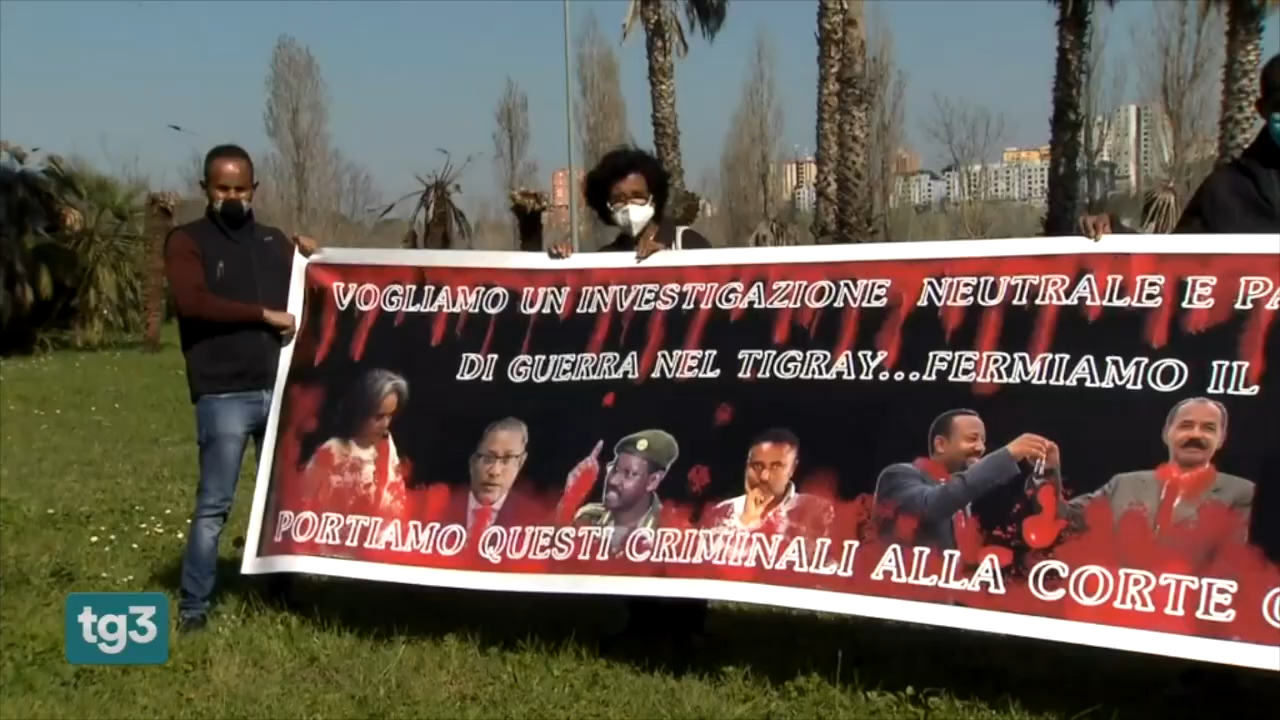 VOGLIAMO UN INVESTIGAZIONE NEUTRALE E PA
DI GUERRA NEL TIGRAY...FERMIAMO IL
PORTIAMO QUESTI CRIMINALI ALLA CORTE
tg3